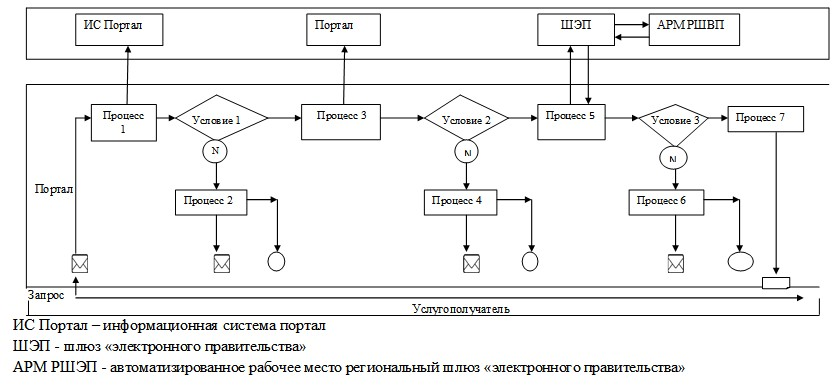 ИС Портал
Портал
ШЭП
АРМ РШВП
Процесс 1
Условие 1
Процесс 3
Условие 2
Процесс 5
Условие 3
Процесс 7
N
N
N
Портал
Процесс 2
Процесс 4
Процесс 6
Запрос
Услугополучатель
ИС Портал – информационная система портал
ШЭП - шлюз «электронного правительства»
АРМ РШЭП - автоматизированное рабочее место региональный шлюз «электронного правительства»